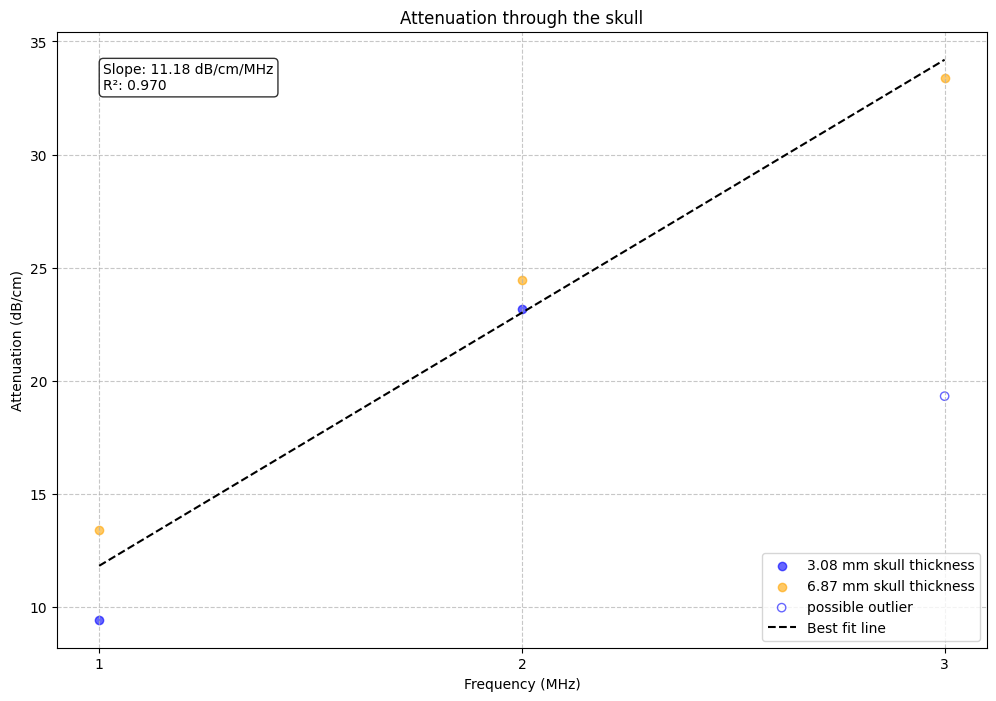 Attenuation through the skull
35
Slope: 11.18 dB/cm/MHz
R²: 0.970
30
25
20
15
10
Attenuation (dB/cm)
3.08 mm skull thickness
6.87 mm skull thickness
possible outlier
Best fit line
1
2
3
Frequency (MHz)